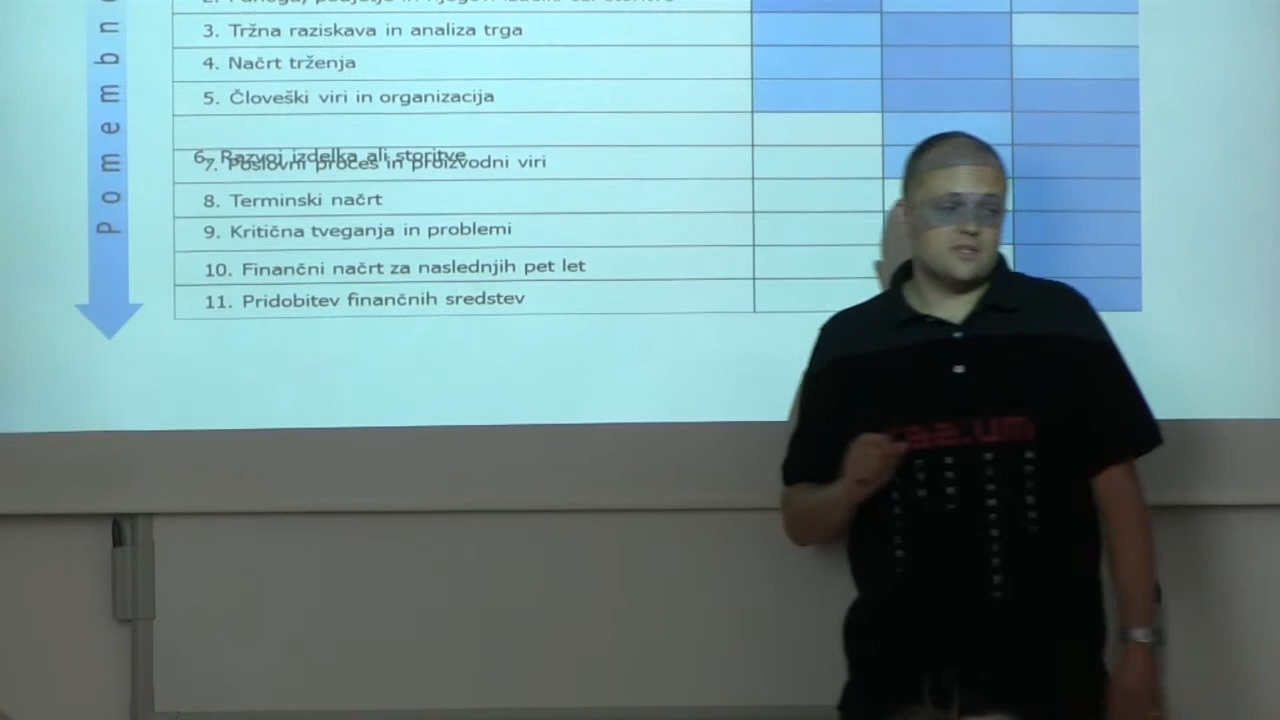 Pomembn
3. Tržna raziskava in analiza trga
4. Načrt trženja
5. Človeški viri in organizacija
6. Razvoj izdelka ali storitve
7. Poslovni proces in proizvodni viri
8. Terminski načrt
9. Kritična tveganja in problemi
10. Finančni načrt za naslednjih pet let
11. Pridobitev finančnih sredstev